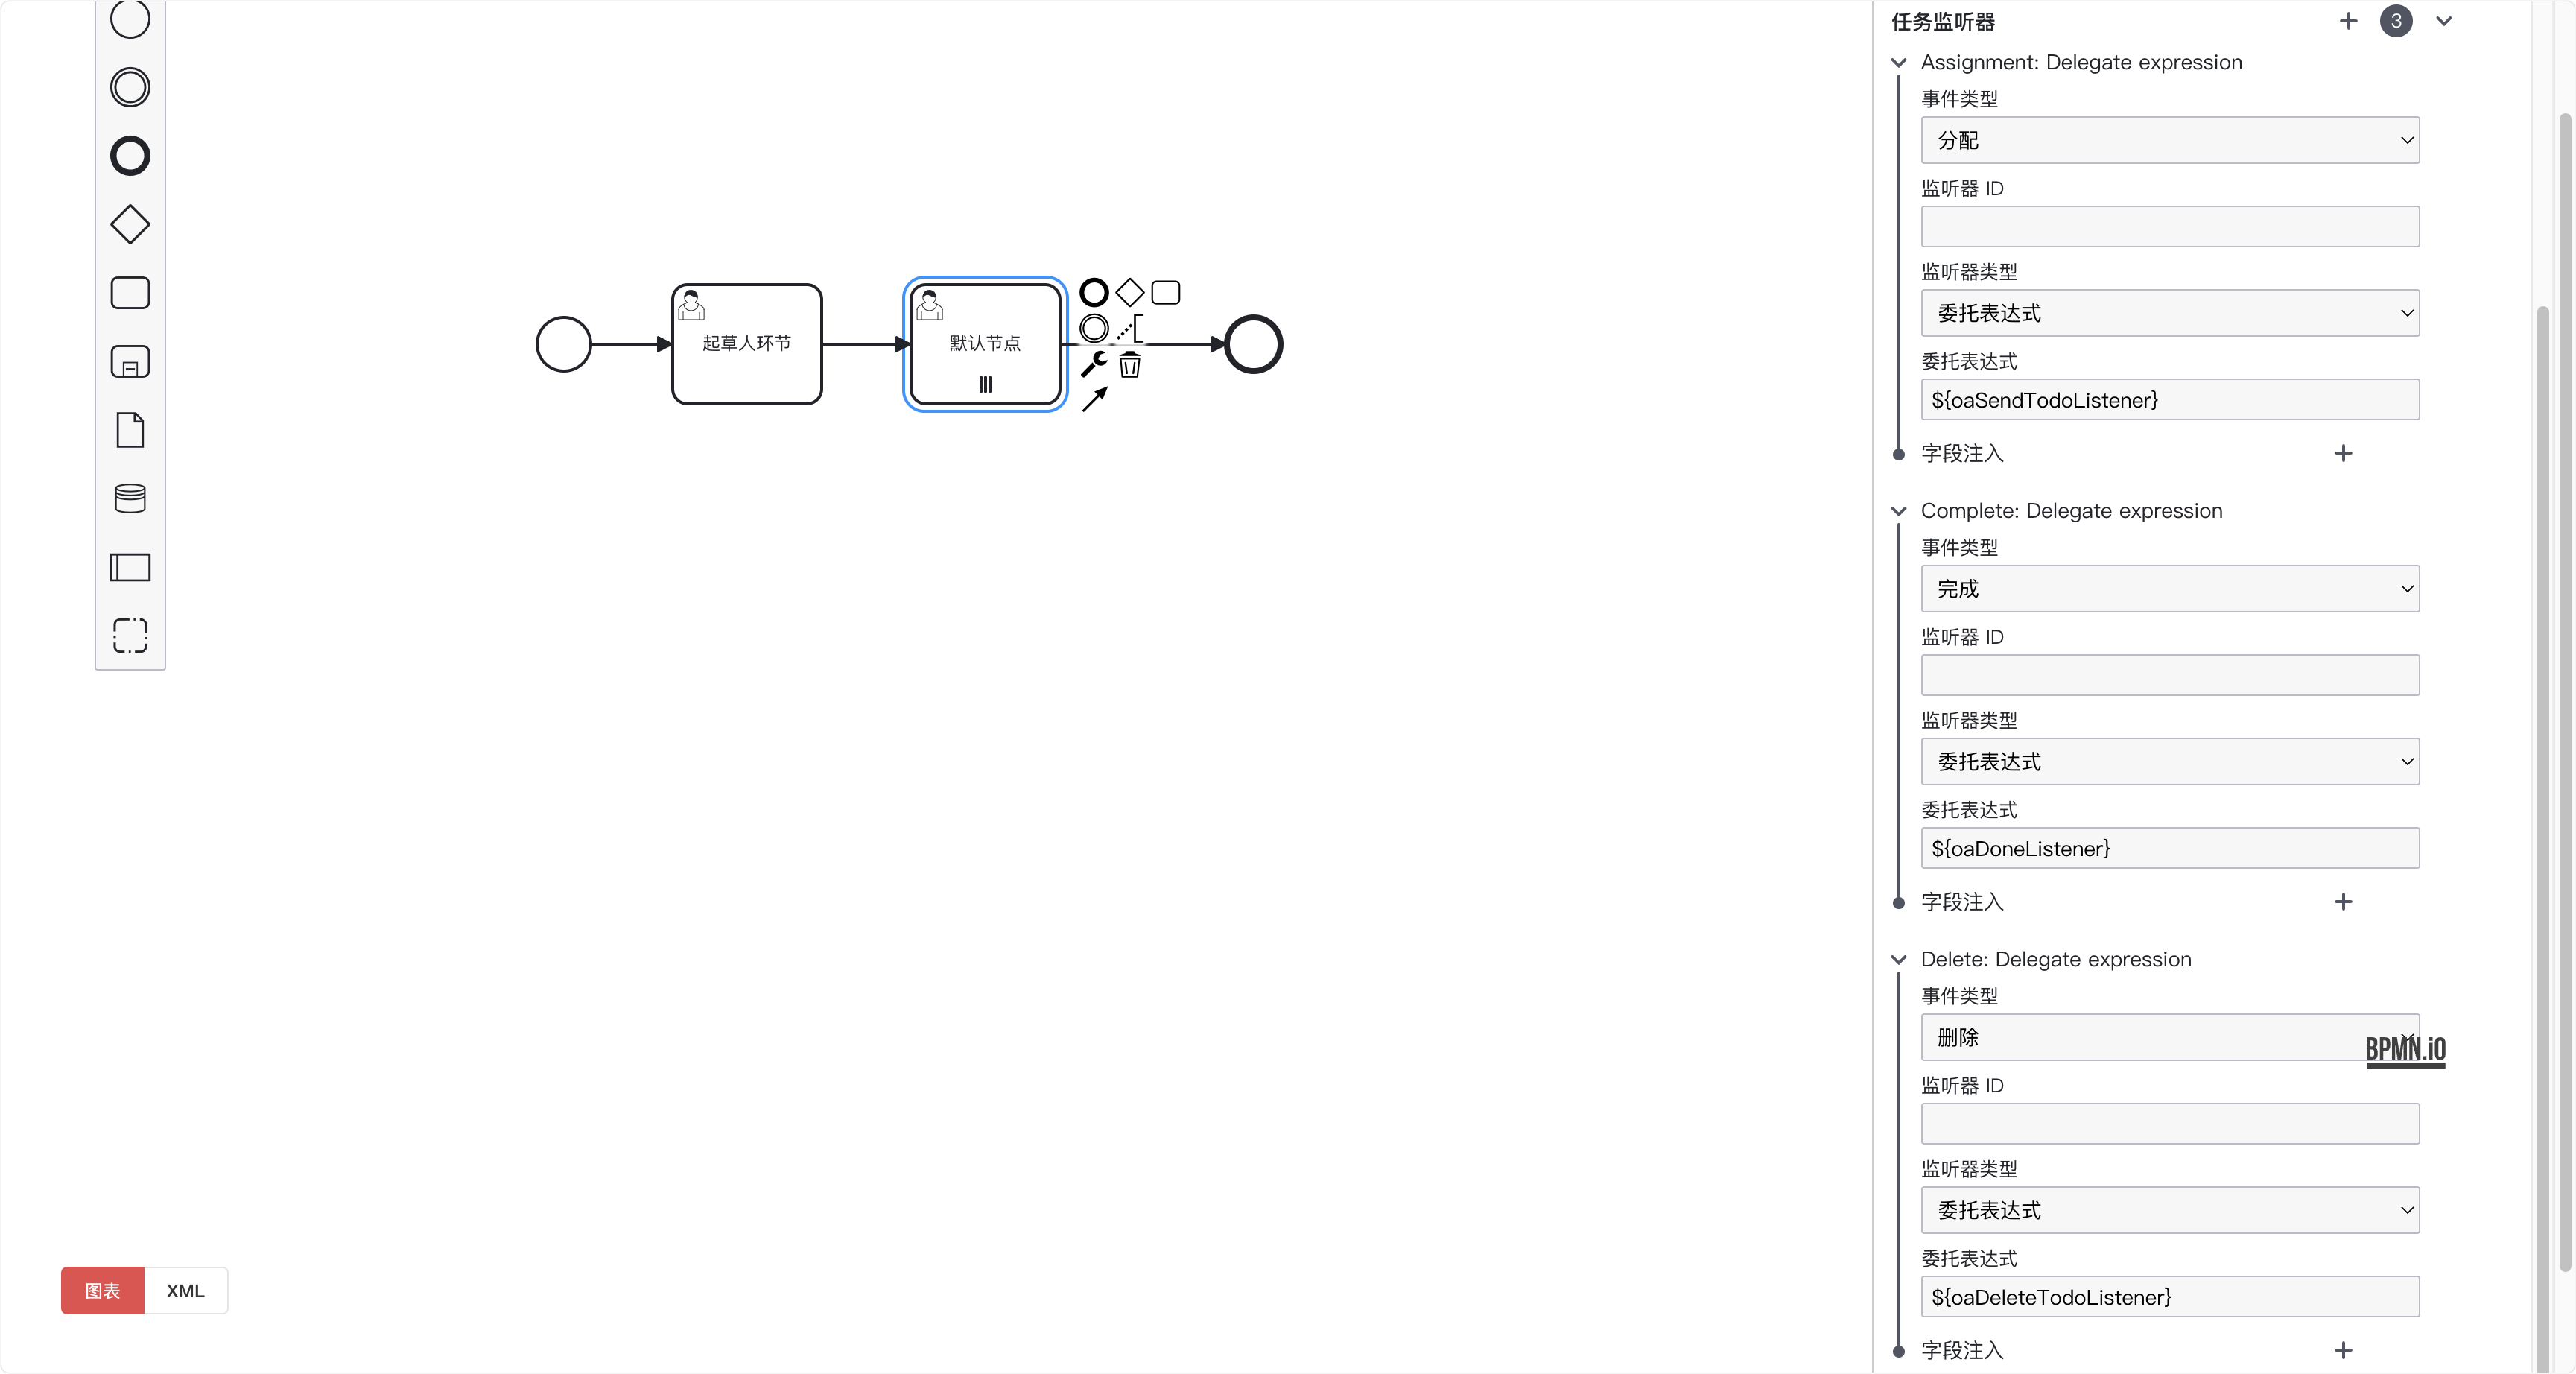 起草人环节
默认节点
图表
XML
任务监听器
3
Assignment: Delegate expression
事件类型
分配
监听器 ID
监听器类型
委托表达式
委托表达式
${oaSendTodoListener}
字段注入
Complete: Delegate expression
事件类型
完成
监听器 ID
监听器类型
委托表达式
委托表达式
${oaDoneListener}
字段注入
Delete: Delegate expression
事件类型
删除
BPMN.iO
监听器 ID
监听器类型
委托表达式
委托表达式
${oaDeleteTodoListener}
字段注入